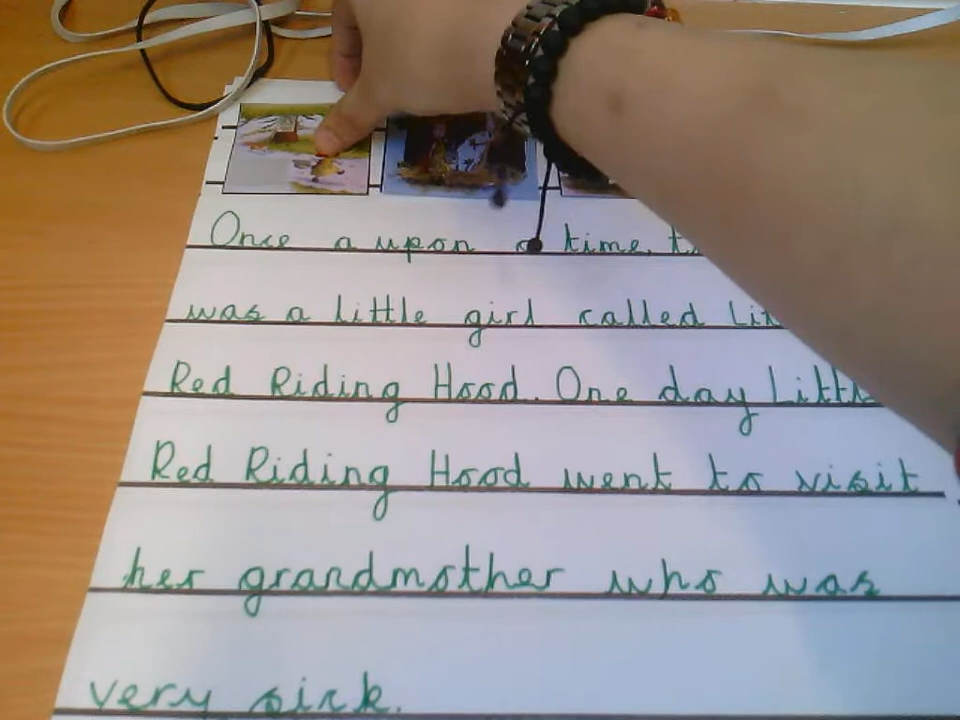 Once a upon a time,
was a little girl called
Red Riding Hood. One day Little
Red Riding Hood went to visit
her grandmother who was
very sick.